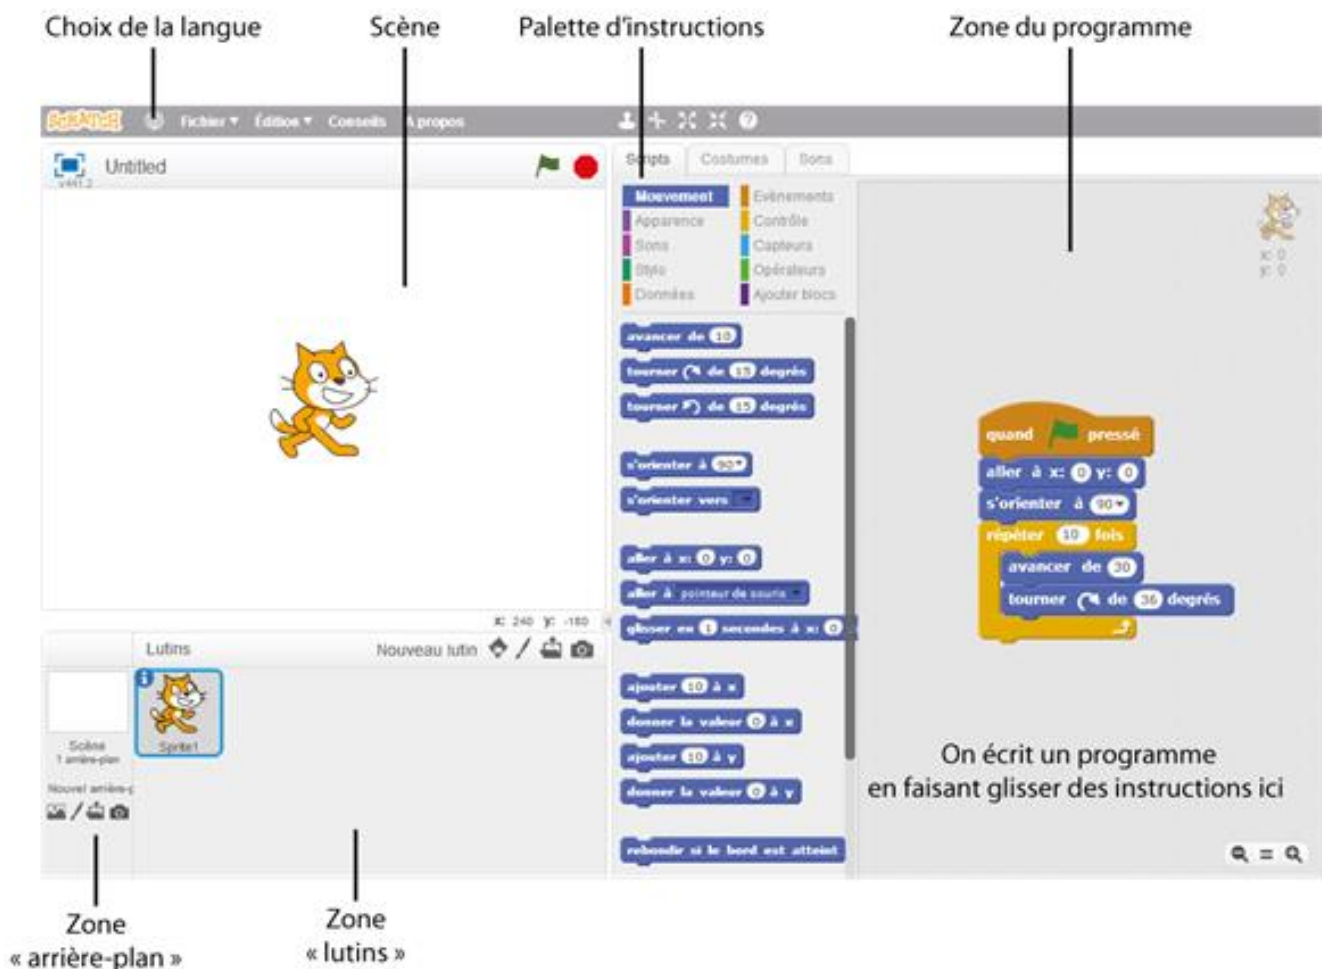 Choix de la langue
Scène
Palette d'instructions
Zone du programme
SCRATCH
Fichier
Édition
Conseils
A propos
Untitled
v441.2
Scripts
Costumes
Sons
Mouvement
Evènements
Apparence
Contrôle
Sons
Capteurs
Stylo
Opérateurs
Données
Ajouter blocs
x: 0
y: 0
avancer de 10
tourner de 15 degrés
tourner de 15 degrés
s'orienter à 90
s'orienter vers
aller à x: 0 y: 0
aller à pointeur de souris
glisser en 1 secondes à x: 0
ajouter 10 à x
donner la valeur 0 à x
ajouter 10 à y
donner la valeur 0 à y
rebondir si le bord est atteint
quand pressé
aller à x: 0 y: 0
s'orienter à 90
répéter 10 fois
avancer de 30
tourner de 36 degrés
On écrit un programme
en faisant glisser des instructions ici
x: 240 y: -180
Lutins
Nouveau lutin
Scène
1 arrière-plan
Nouvel arrière-p
Sprite1
Zone
« arrière-plan »
Zone
« lutins »